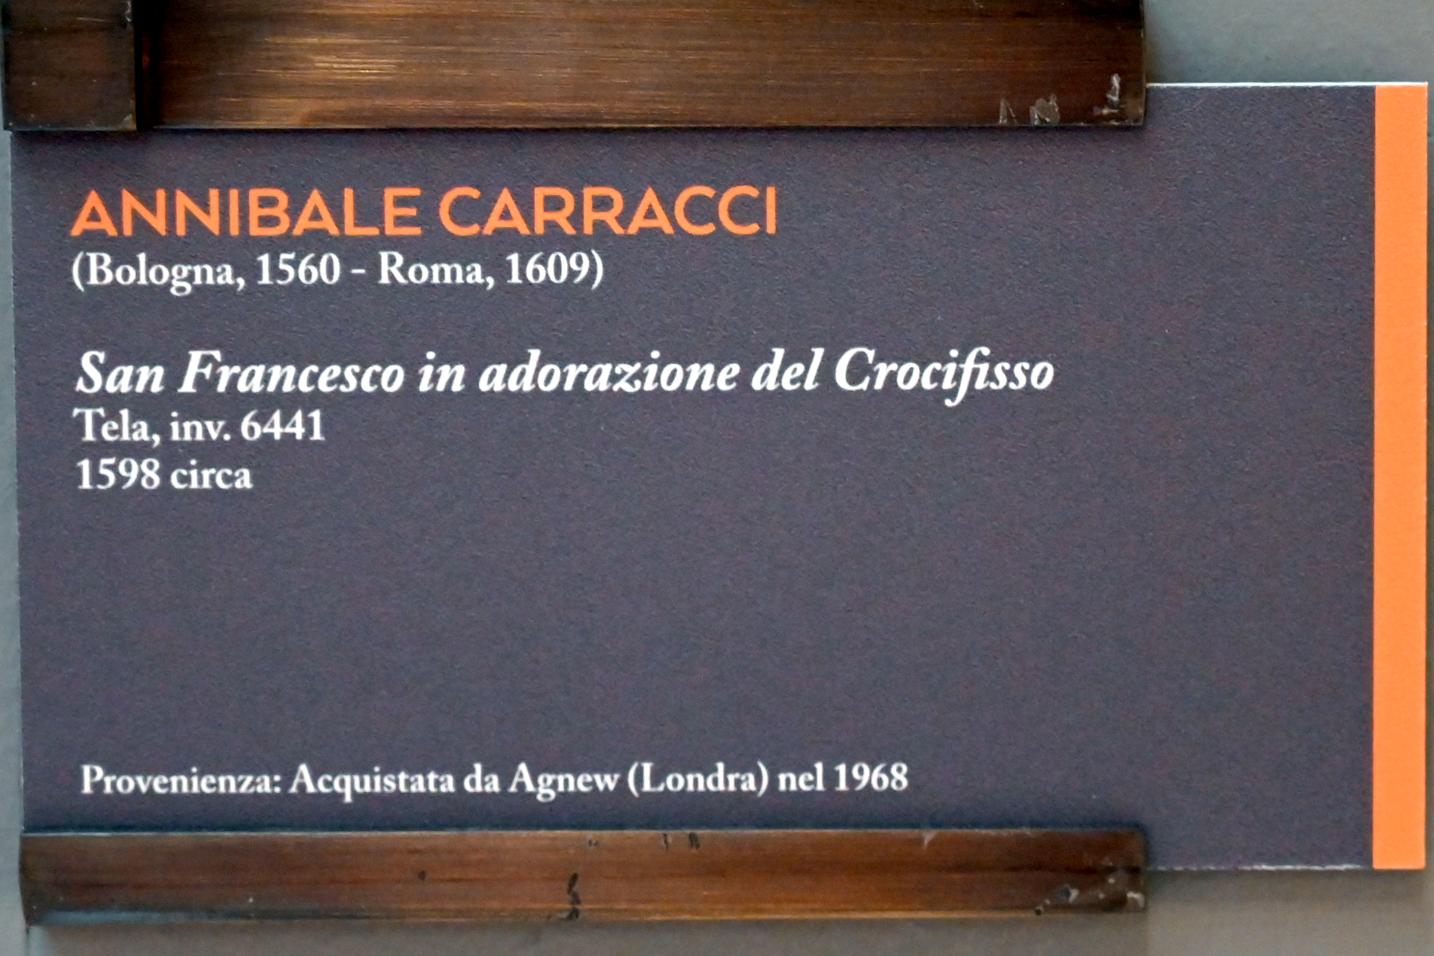 ANNIBALE CARRACCI
(Bologna, 1560 - Roma, 1609)
San Francesco in adorazione del Crocifisso
Tela, inv. 6441
1598 circa
Provenienza: Acquistata da Agnew (Londra) nel 1968